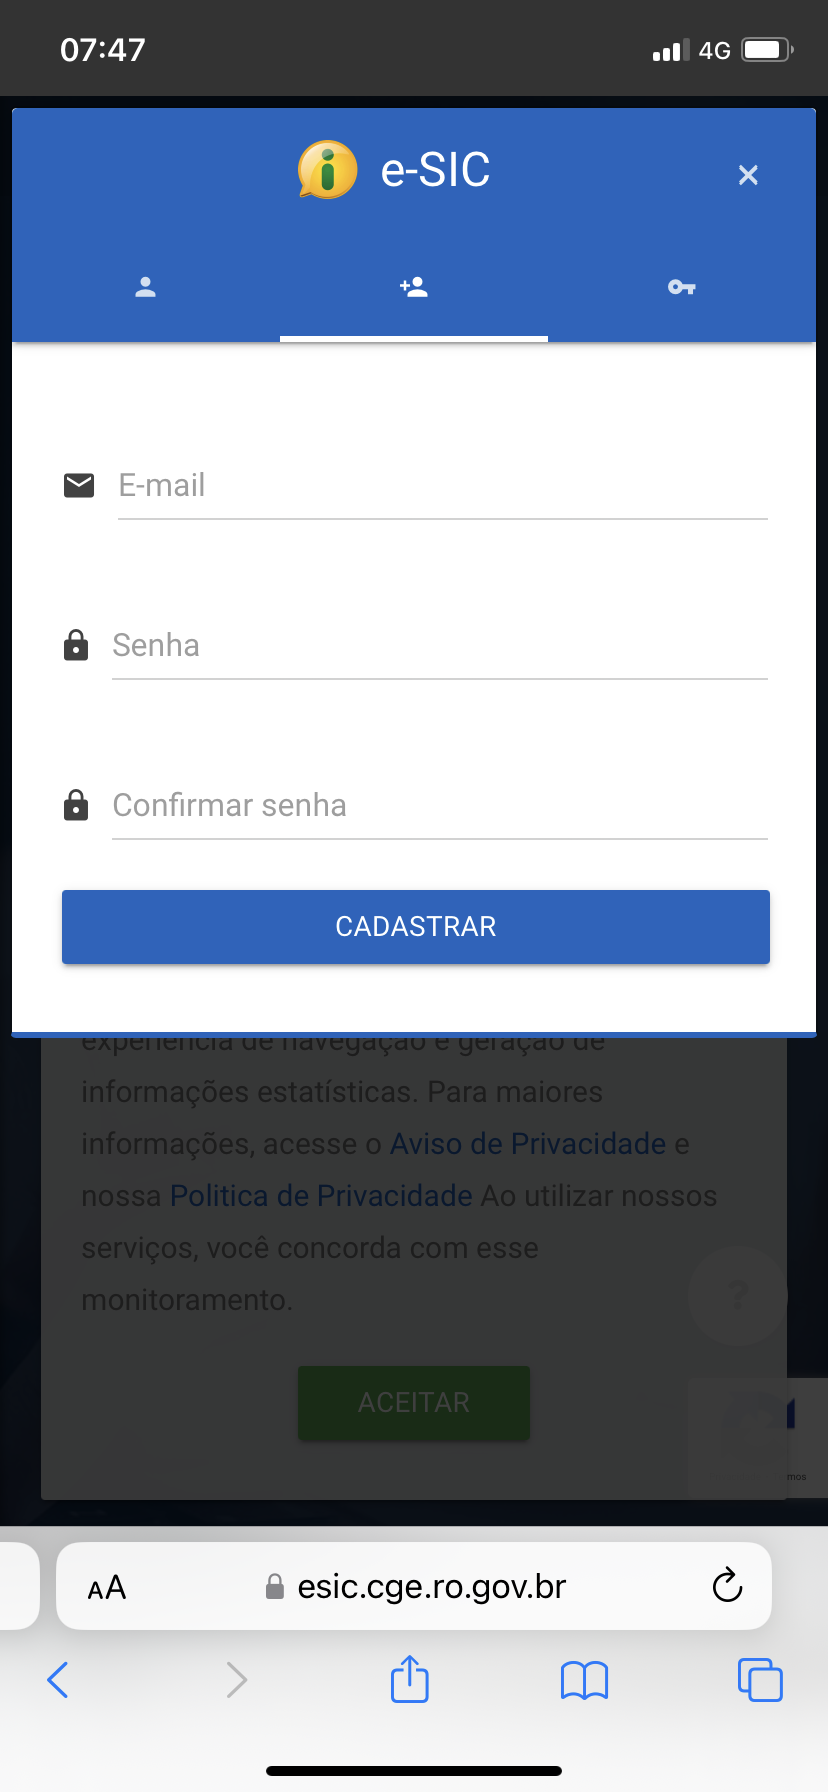 07:47
4G
e-SIC
E-mail
Senha
Confirmar senha
CADASTRAR
experiência de navegação e geração de
informações estatísticas. Para maiores
informações, acesse o Aviso de Privacidade e
nossa Politica de Privacidade Ao utilizar nossos
serviços, você concorda com esse
monitoramento.
?
ACEITAR
AA
esic.cge.ro.gov.br